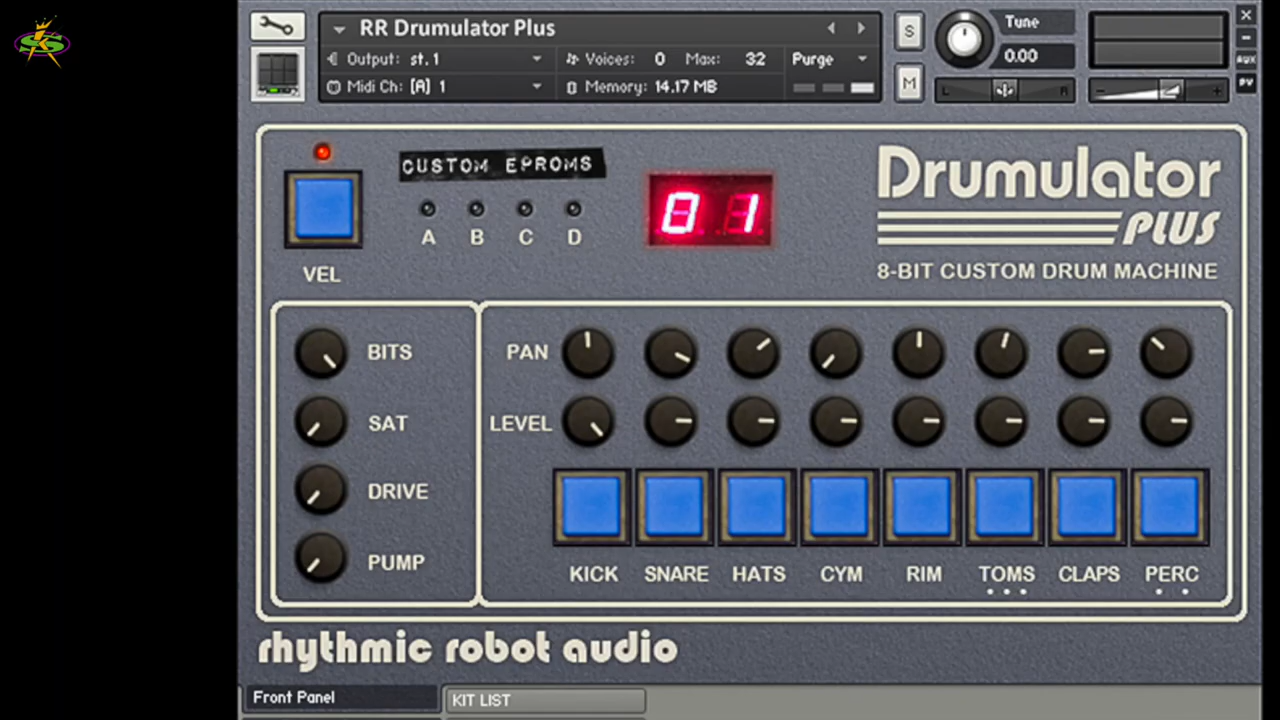 RR Drumulator Plus
Output: st.1
Voices: 0 Max: 32
Purge
Midi Ch: [A] 1
Memory: 14.17 MB
S
M
Tune
0.00
L R
- +
AUX
PV
CUSTOM EPROMS
A B C D
VEL
01
Drumulator
PLUS
8-BIT CUSTOM DRUM MACHINE
BITS
SAT
DRIVE
PUMP
PAN
LEVEL
KICK SNARE HATS CYM RIM TOMS CLAPS PERC
rhythmic robot audio
Front Panel
KIT LIST